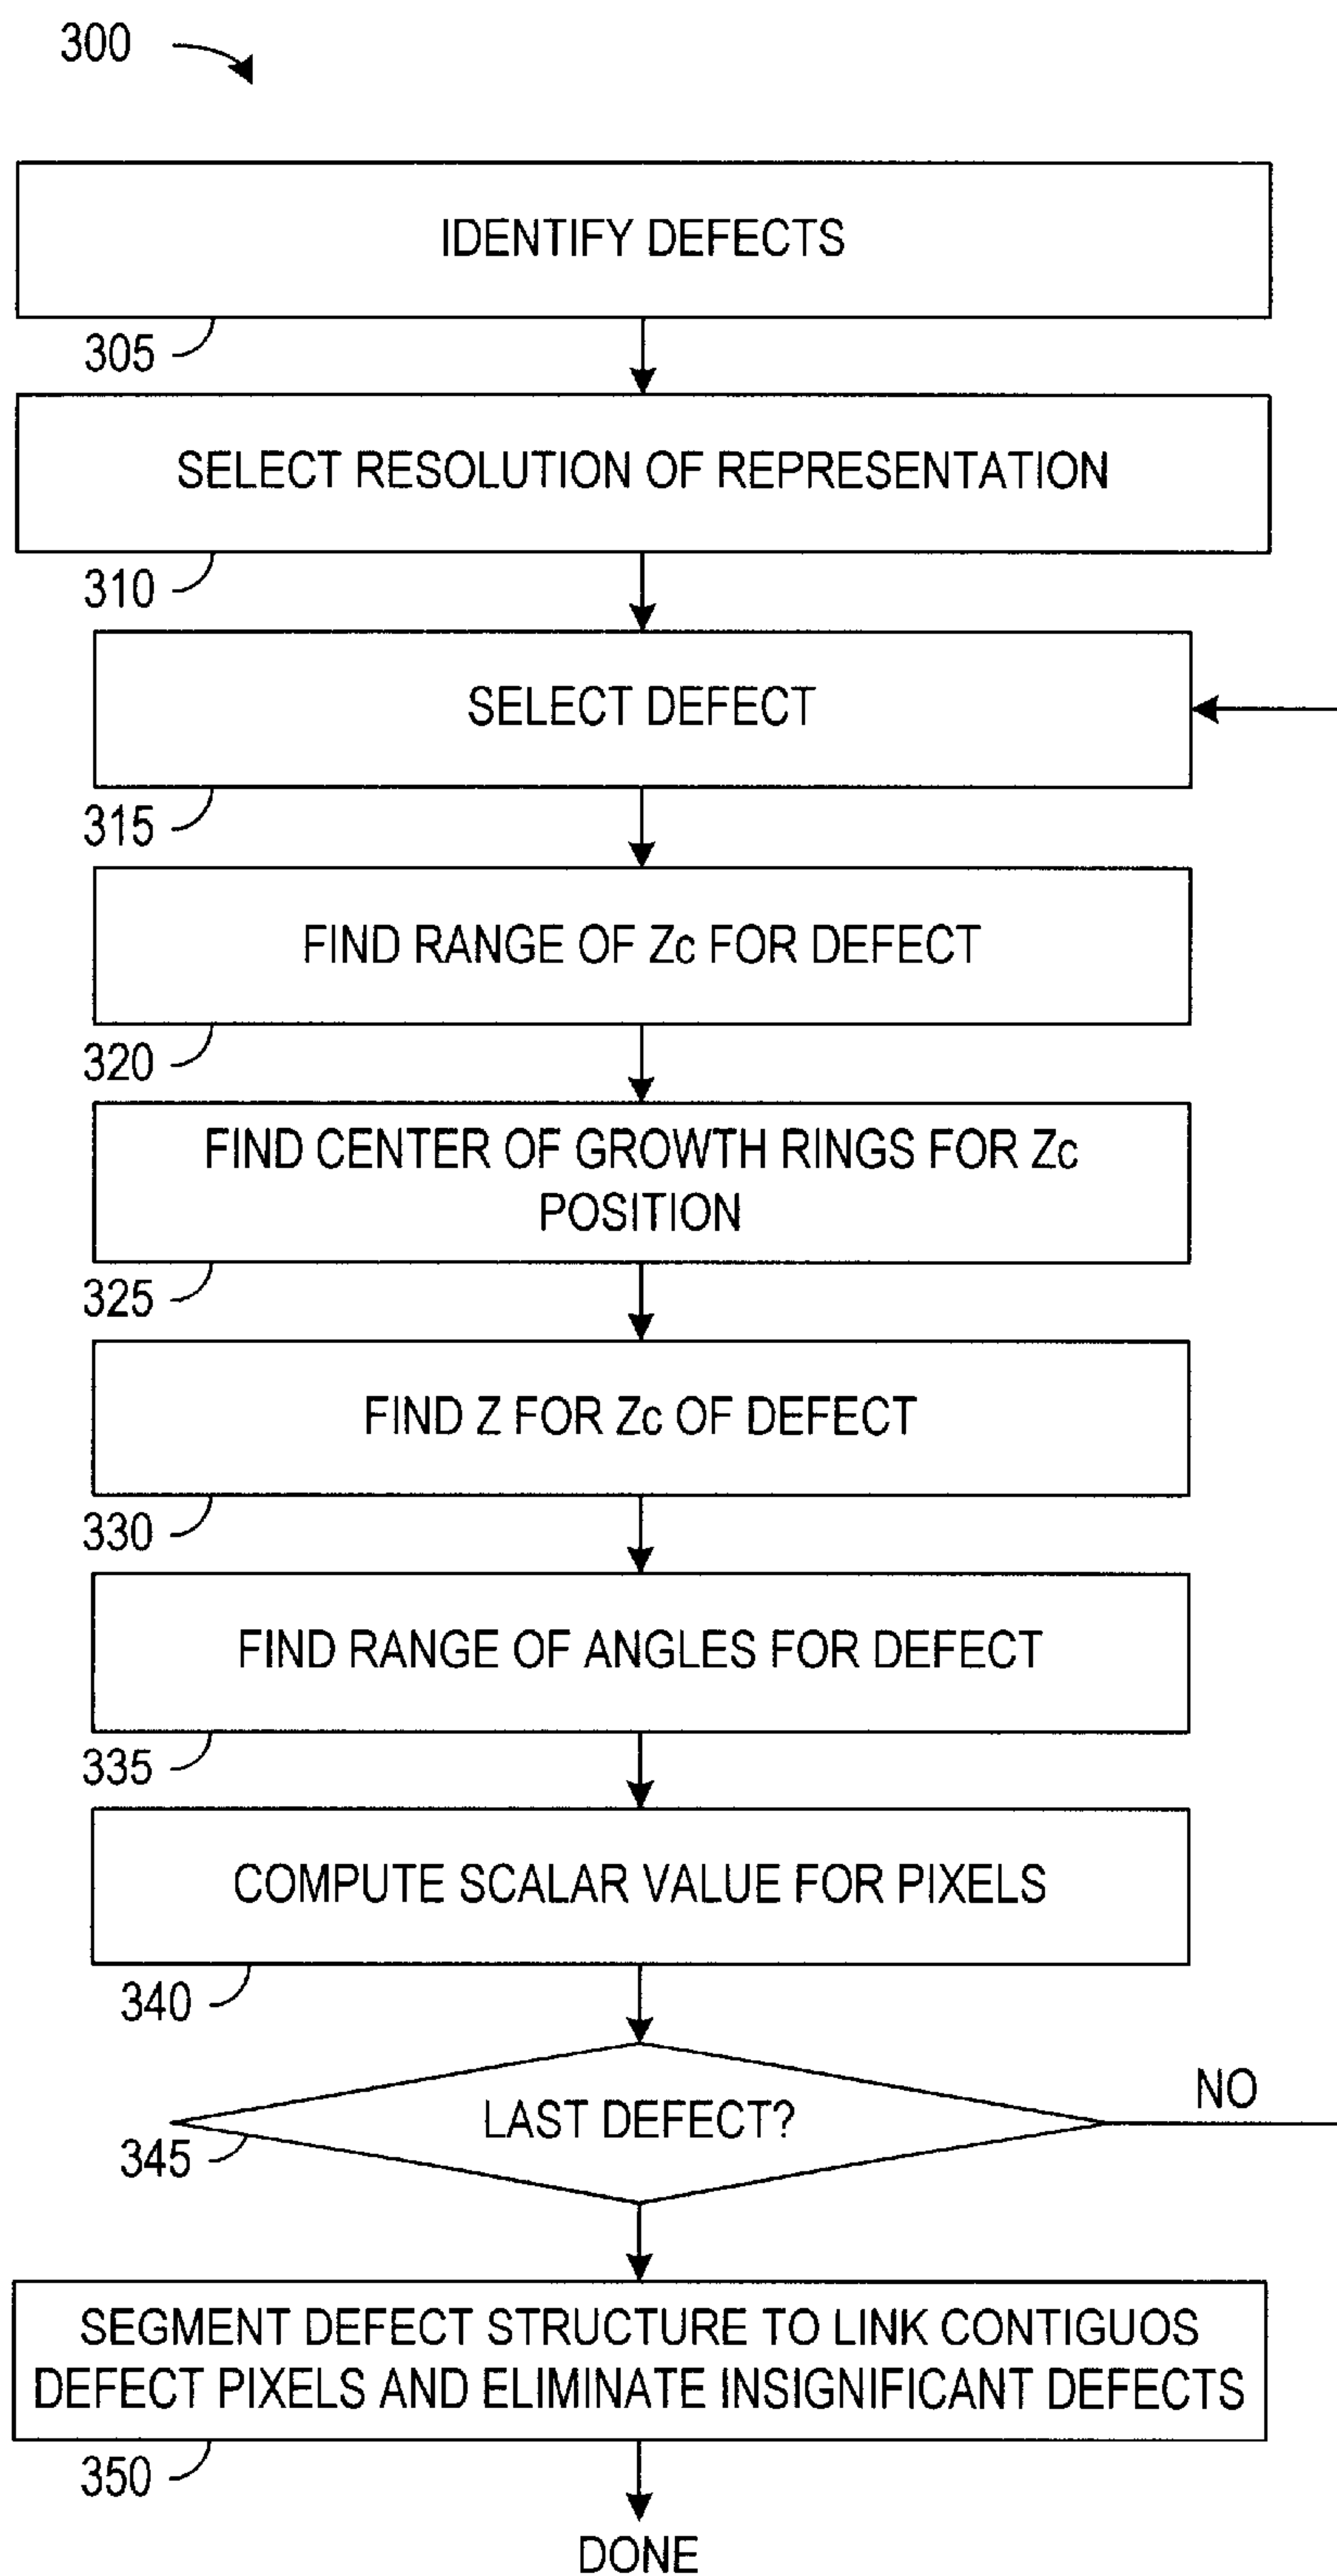 300
IDENTIFY DEFECTS
305
SELECT RESOLUTION OF REPRESENTATION
310
SELECT DEFECT
315
FIND RANGE OF Zc FOR DEFECT
320
FIND CENTER OF GROWTH RINGS FOR Zc
POSITION
325
FIND Z FOR Zc OF DEFECT
330
FIND RANGE OF ANGLES FOR DEFECT
335
COMPUTE SCALAR VALUE FOR PIXELS
340
LAST DEFECT?
NO
345
SEGMENT DEFECT STRUCTURE TO LINK CONTIGUOS
DEFECT PIXELS AND ELIMINATE INSIGNIFICANT DEFECTS
350
DONE